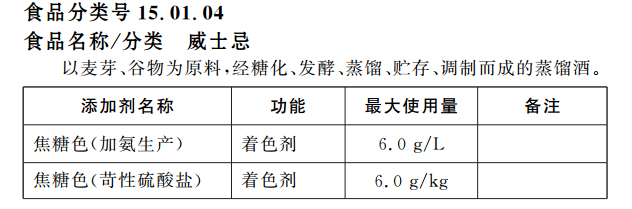 食品分类号 15.01.04
食品名称/分类 威士忌
以麦芽、谷物为原料,经糖化、发酵、蒸馏、贮存、调制而成的蒸馏酒。
添加剂名称 功能 最大使用量 备注
焦糖色(加氨生产) 着色剂 6.0 g/L
焦糖色(苛性硫酸盐) 着色剂 6.0 g/kg